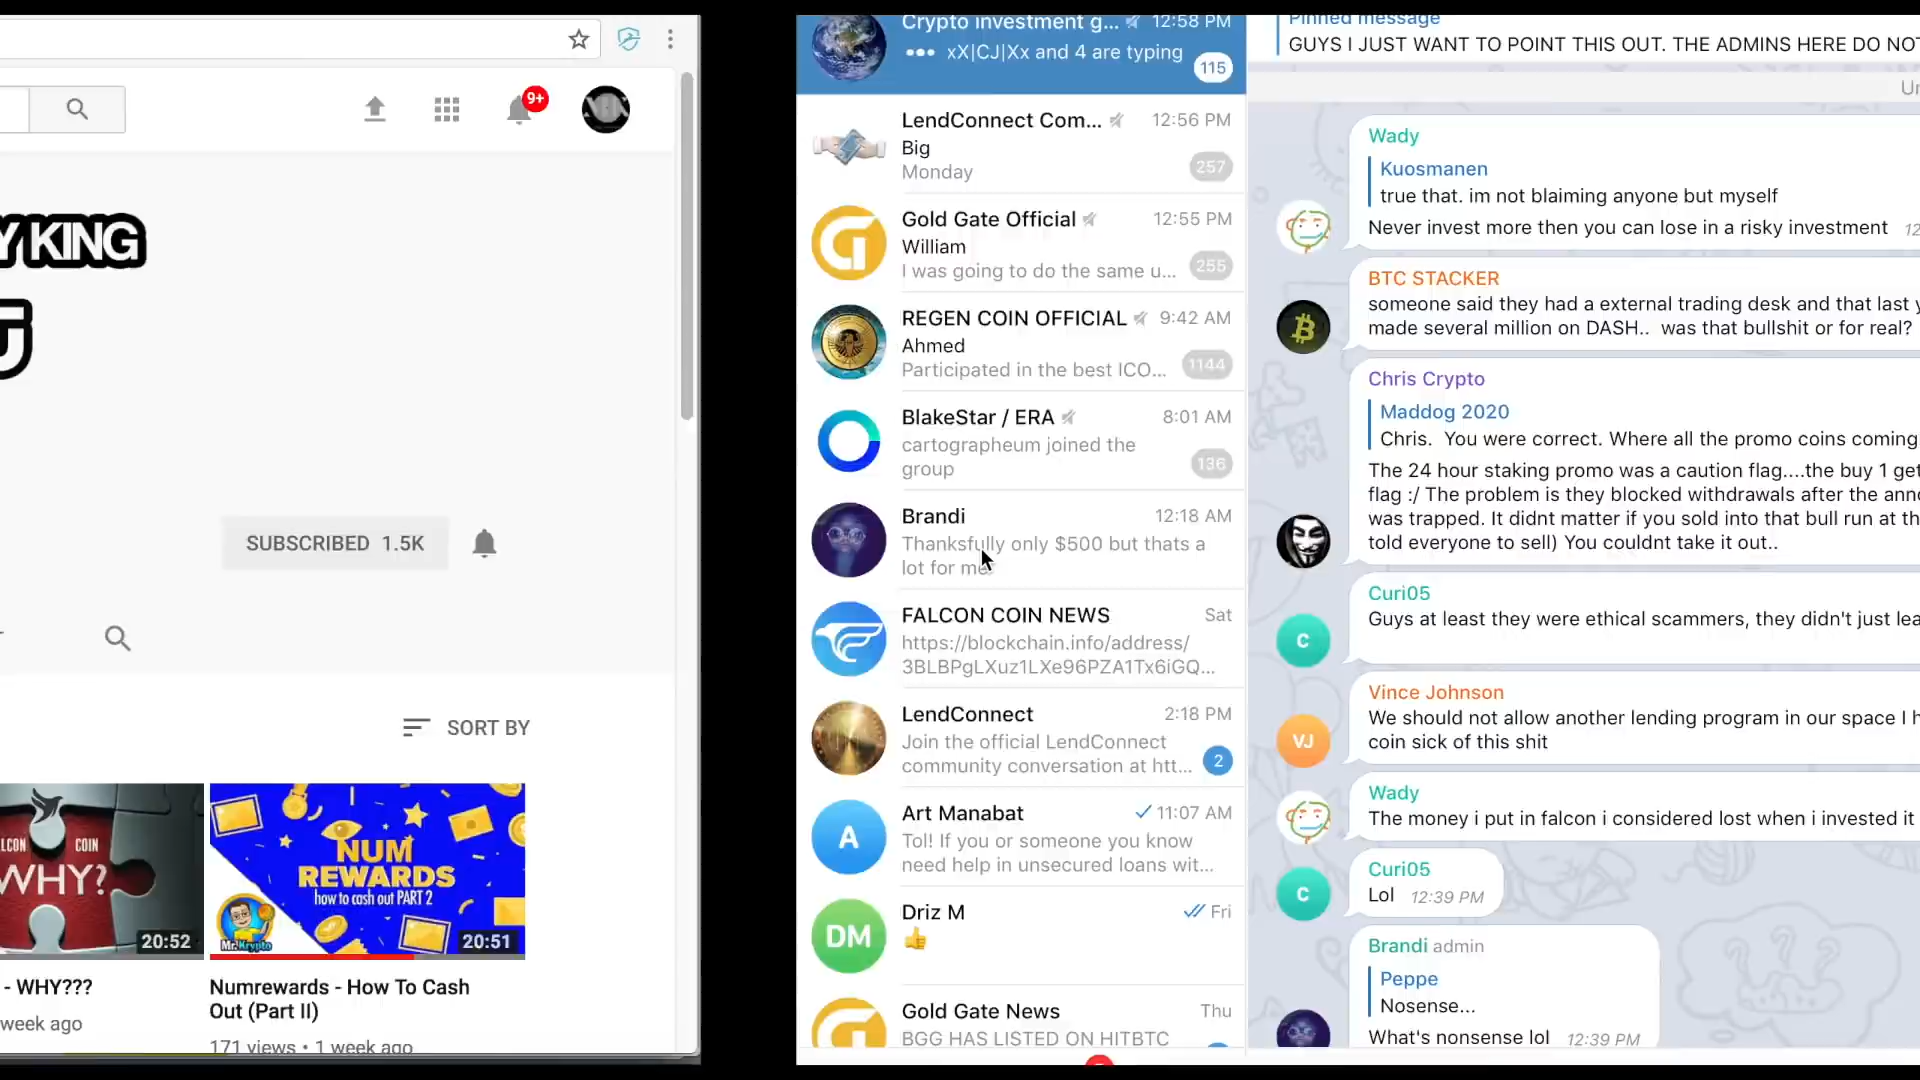 9+
Y KING
SUBSCRIBED 1.5K
SORT BY
LCON COIN
WHY?
20:52
NUM
REWARDS
how to cash out PART 2
Mr.Krypto
20:51
- WHY???
week ago
Numrewards - How To Cash
Out (Part II)
171 views • 1 week ago
Crypto investment g... 12:58 PM
xX|CJ|Xx and 4 are typing
115
LendConnect Com... 12:56 PM
Big
Monday
257
Gold Gate Official 12:55 PM
William
I was going to do the same u...
255
REGEN COIN OFFICIAL 9:42 AM
Ahmed
Participated in the best ICO...
1144
BlakeStar / ERA 8:01 AM
cartographeum joined the
group
136
Brandi 12:18 AM
Thanksfully only $500 but thats a
lot for me
FALCON COIN NEWS Sat
https://blockchain.info/address/
3BLBPgLXuz1LXe96PZA1Tx6iGQ...
LendConnect 2:18 PM
Join the official LendConnect
community conversation at htt...
2
A
Art Manabat 11:07 AM
Tol! If you or someone you know
need help in unsecured loans wit...
DM
Driz M Fri
👍
Gold Gate News Thu
BGG HAS LISTED ON HITBTC
Pinned message
GUYS I JUST WANT TO POINT THIS OUT. THE ADMINS HERE DO NOT
Un
Wady
Kuosmanen
true that. im not blaiming anyone but myself
Never invest more then you can lose in a risky investment 12
BTC STACKER
someone said they had a external trading desk and that last y
made several million on DASH.. was that bullshit or for real?
Chris Crypto
Maddog 2020
Chris. You were correct. Where all the promo coins coming
The 24 hour staking promo was a caution flag....the buy 1 get
flag :/ The problem is they blocked withdrawals after the ann
was trapped. It didnt matter if you sold into that bull run at th
told everyone to sell) You couldnt take it out..
C
Curi05
Guys at least they were ethical scammers, they didn't just lea
Vince Johnson
VJ
We should not allow another lending program in our space I h
coin sick of this shit
Wady
The money i put in falcon i considered lost when i invested it
Curi05
C
Lol 12:39 PM
Brandi admin
Peppe
Nosense...
What's nonsense lol 12:39 PM